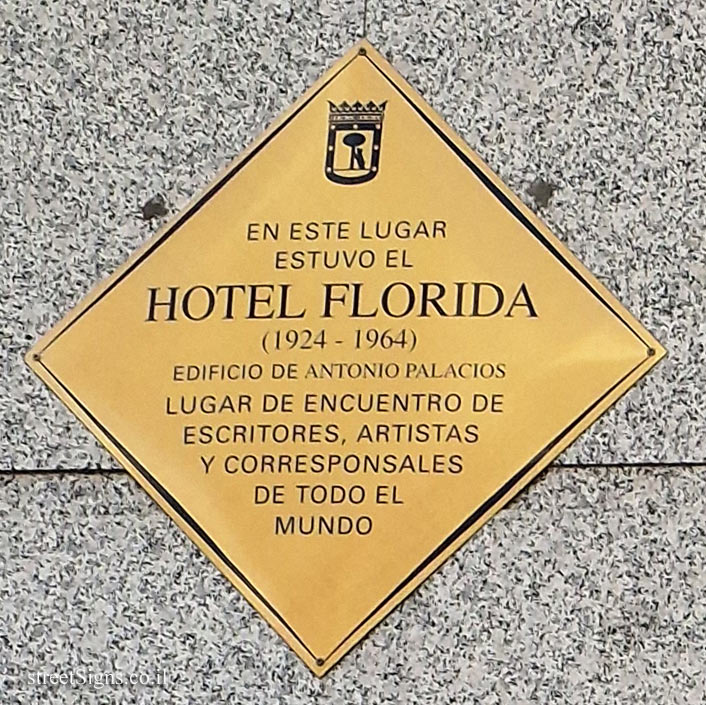 EN ESTE LUGAR
ESTUVO EL
HOTEL FLORIDA
(1924 - 1964)
EDIFICIO DE ANTONIO PALACIOS
LUGAR DE ENCUENTRO DE
ESCRITORES, ARTISTAS
Y CORRESPONSALES
DE TODO EL
MUNDO
streetSigns.co.il